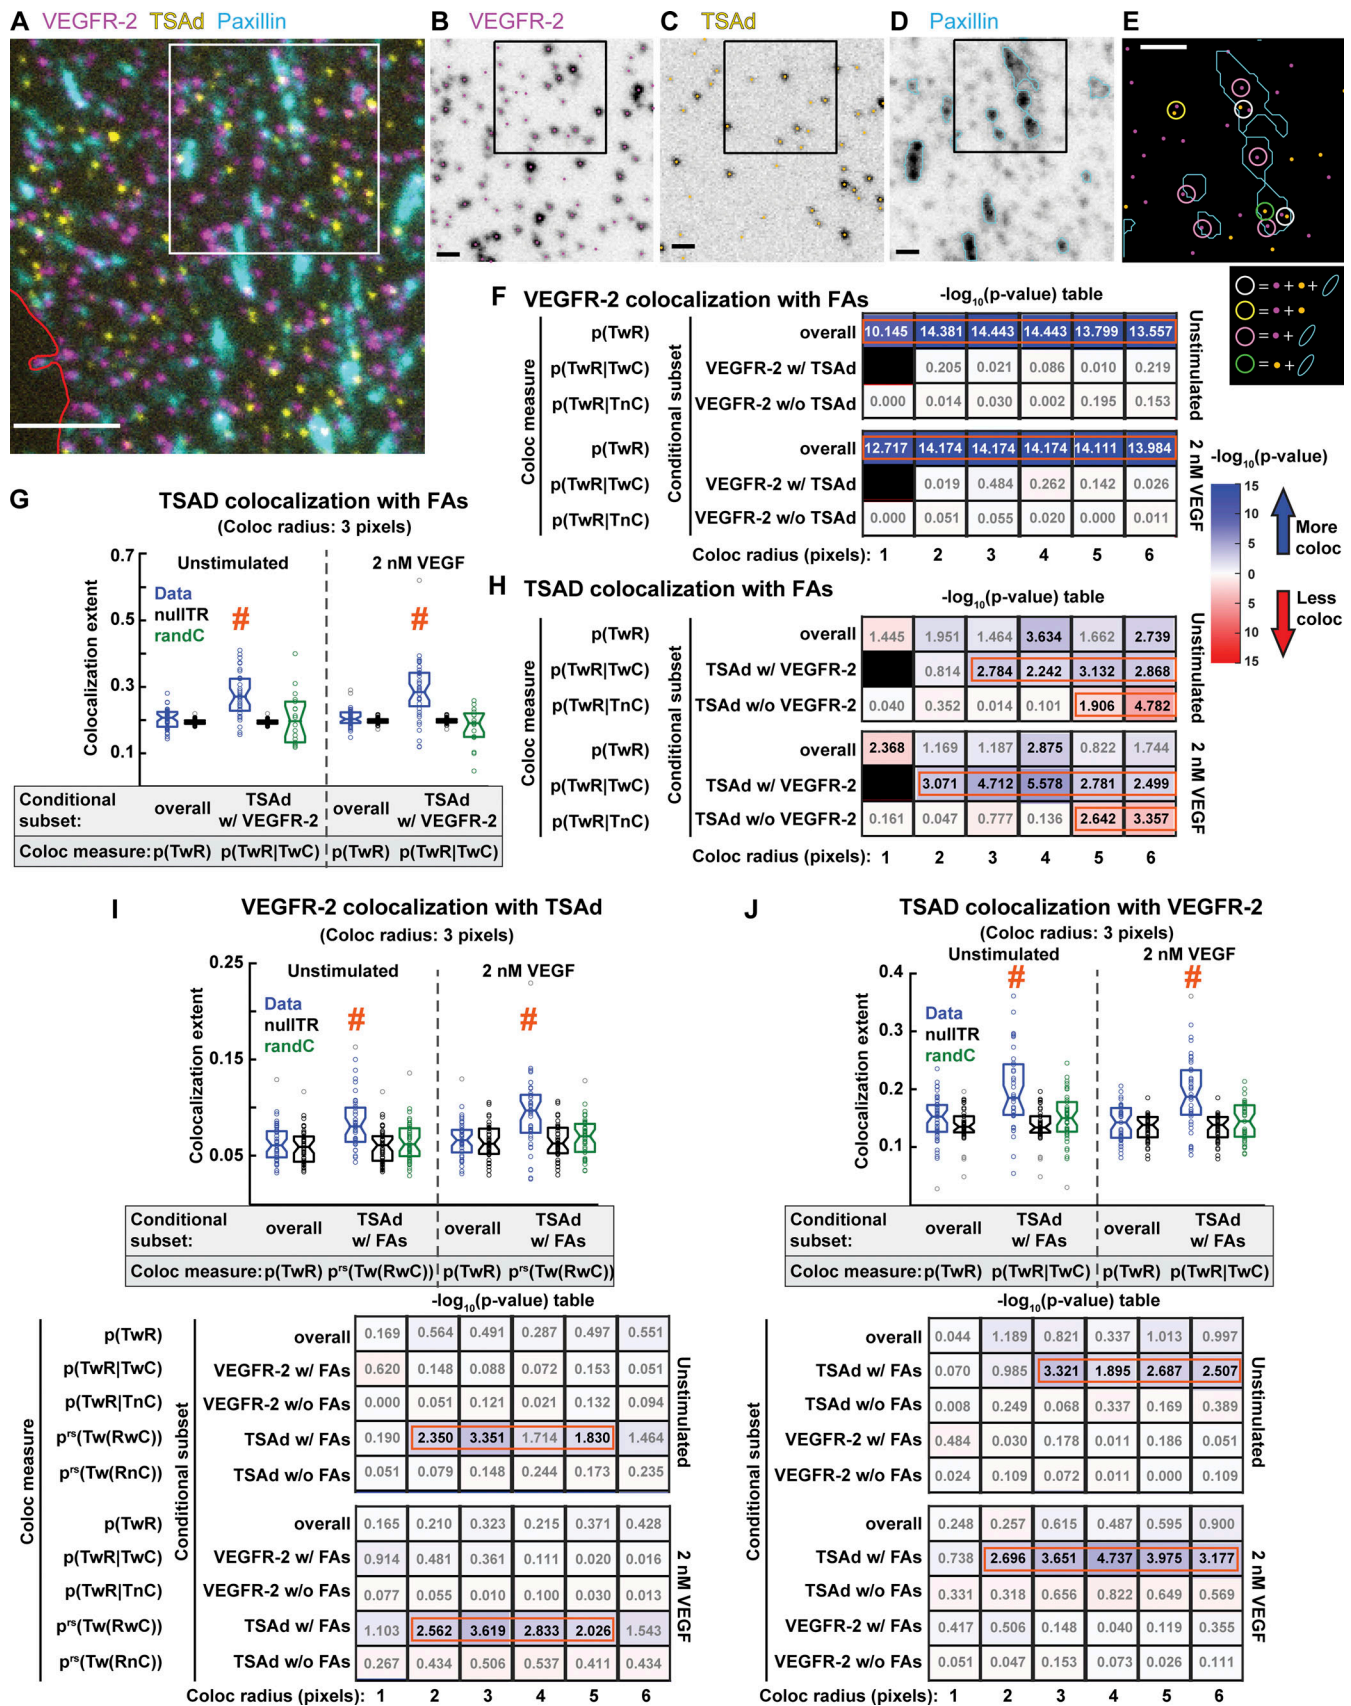 A VEGFR-2 TSAd Paxillin
B VEGFR-2
C TSAd
D Paxillin
E
= + +
= +
= +
= +
F VEGFR-2 colocalization with FAs
-log10(p-value) table
Coloc measure
Conditional subset
p(TwR) overall 10.145 14.381 14.443 14.443 13.799 13.557
p(TwR|TwC) VEGFR-2 w/ TSAd 0.205 0.021 0.086 0.010 0.219
p(TwR|TnC) VEGFR-2 w/o TSAd 0.000 0.014 0.030 0.002 0.195 0.153
Unstimulated
p(TwR) overall 12.717 14.174 14.174 14.174 14.111 13.984
p(TwR|TwC) VEGFR-2 w/ TSAd 0.019 0.484 0.262 0.142 0.026
p(TwR|TnC) VEGFR-2 w/o TSAd 0.000 0.051 0.055 0.020 0.000 0.011
2 nM VEGF
Coloc radius (pixels): 1 2 3 4 5 6
-log10(p-value)
15
10
5
0
5
10
15
More coloc
Less coloc
G TSAD colocalization with FAs
(Coloc radius: 3 pixels)
Colocalization extent
0.7
0.5
0.3
0.1
Unstimulated 2 nM VEGF
Data
nullTR
randC
# #
Conditional subset: overall TSAd w/ VEGFR-2 overall TSAd w/ VEGFR-2
Coloc measure: p(TwR) p(TwR|TwC) p(TwR) p(TwR|TwC)
H TSAD colocalization with FAs
-log10(p-value) table
Coloc measure
Conditional subset
p(TwR) overall 1.445 1.951 1.464 3.634 1.662 2.739
p(TwR|TwC) TSAd w/ VEGFR-2 0.814 2.784 2.242 3.132 2.868
p(TwR|TnC) TSAd w/o VEGFR-2 0.040 0.352 0.014 0.101 1.906 4.782
Unstimulated
p(TwR) overall 2.368 1.169 1.187 2.875 0.822 1.744
p(TwR|TwC) TSAd w/ VEGFR-2 3.071 4.712 5.578 2.781 2.499
p(TwR|TnC) TSAd w/o VEGFR-2 0.161 0.047 0.777 0.136 2.642 3.357
2 nM VEGF
Coloc radius (pixels): 1 2 3 4 5 6
I VEGFR-2 colocalization with TSAd
(Coloc radius: 3 pixels)
Colocalization extent
0.25
0.15
0.05
Unstimulated 2 nM VEGF
Data
nullTR
randC
# #
Conditional subset: overall TSAd w/ FAs overall TSAd w/ FAs
Coloc measure: p(TwR) prs(Tw(RwC)) p(TwR) prs(Tw(RwC))
-log10(p-value) table
Coloc measure
Conditional subset
p(TwR) overall 0.169 0.564 0.491 0.287 0.497 0.551
p(TwR|TwC) VEGFR-2 w/ FAs 0.620 0.148 0.088 0.072 0.153 0.051
p(TwR|TnC) VEGFR-2 w/o FAs 0.000 0.051 0.121 0.021 0.132 0.094
prs(Tw(RwC)) TSAd w/ FAs 0.190 2.350 3.351 1.714 1.830 1.464
prs(Tw(RnC)) TSAd w/o FAs 0.051 0.079 0.148 0.244 0.173 0.235
Unstimulated
p(TwR) overall 0.165 0.210 0.323 0.215 0.371 0.428
p(TwR|TwC) VEGFR-2 w/ FAs 0.914 0.481 0.361 0.111 0.020 0.016
p(TwR|TnC) VEGFR-2 w/o FAs 0.077 0.055 0.010 0.100 0.030 0.013
prs(Tw(RwC)) TSAd w/ FAs 1.103 2.562 3.619 2.833 2.026 1.543
prs(Tw(RnC)) TSAd w/o FAs 0.267 0.434 0.506 0.537 0.411 0.434
2 nM VEGF
Coloc radius (pixels): 1 2 3 4 5 6
J TSAD colocalization with VEGFR-2
(Coloc radius: 3 pixels)
Colocalization extent
0.4
0.3
0.2
0.1
Unstimulated 2 nM VEGF
# #
Data
nullTR
randC
Conditional subset: overall TSAd w/ FAs overall TSAd w/ FAs
Coloc measure: p(TwR) p(TwR|TwC) p(TwR) p(TwR|TwC)
-log10(p-value) table
Conditional subset
overall 0.044 1.189 0.821 0.337 1.013 0.997
TSAd w/ FAs 0.070 0.985 3.321 1.895 2.687 2.507
TSAd w/o FAs 0.008 0.249 0.068 0.337 0.169 0.389
VEGFR-2 w/ FAs 0.484 0.030 0.178 0.011 0.186 0.051
VEGFR-2 w/o FAs 0.024 0.109 0.072 0.011 0.000 0.109
Unstimulated
overall 0.248 0.257 0.615 0.487 0.595 0.900
TSAd w/ FAs 0.738 2.696 3.651 4.737 3.975 3.177
TSAd w/o FAs 0.331 0.318 0.656 0.822 0.649 0.569
VEGFR-2 w/ FAs 0.417 0.506 0.148 0.040 0.119 0.355
VEGFR-2 w/o FAs 0.051 0.047 0.153 0.073 0.026 0.111
2 nM VEGF
Coloc radius (pixels): 1 2 3 4 5 6